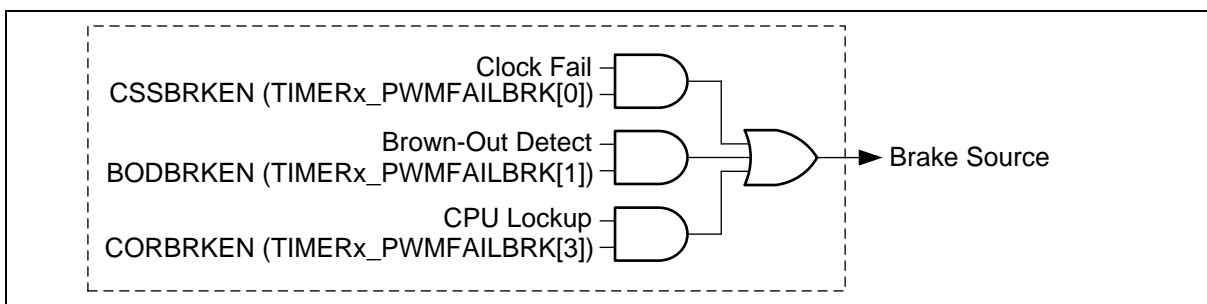 Clock Fail
CSSBRKEN (TIMERx_PWMFAILBRK[0])
Brown-Out Detect
BODBRKEN (TIMERx_PWMFAILBRK[1])
CPU Lockup
CORBRKEN (TIMERx_PWMFAILBRK[3])
Brake Source